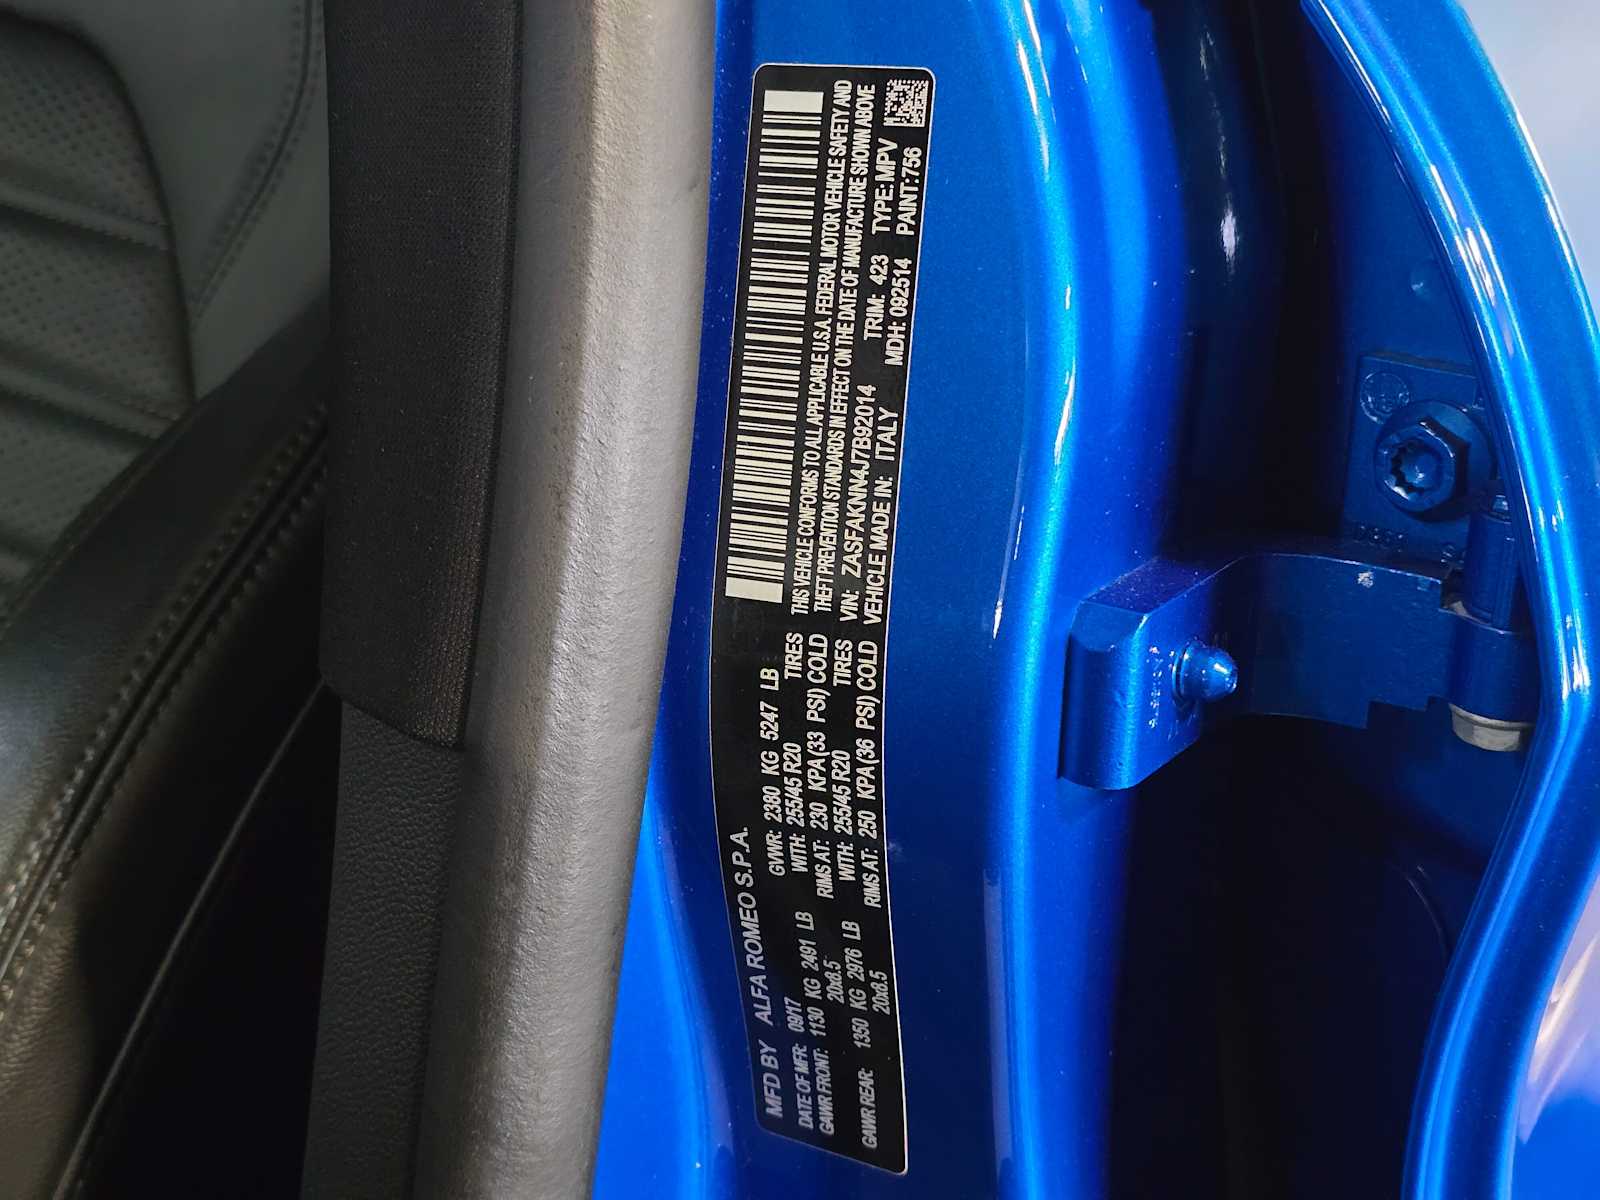 MFD BY ALFA ROMEO S.P.A.
DATE OF MFR: 09/17 GVWR: 2380 KG 5247 LB
GAWR FRONT: 1130 KG 2491 LB WITH: 255/45 R20 TIRES
20x8.5 RIMS AT: 230 KPA(33 PSI) COLD
GAWR REAR: 1350 KG 2976 LB WITH: 255/45 R20 TIRES
20x8.5 RIMS AT: 250 KPA(36 PSI) COLD
THIS VEHICLE CONFORMS TO ALL APPLICABLE U.S.A. FEDERAL MOTOR VEHICLE SAFETY AND
THEFT PREVENTION STANDARDS IN EFFECT ON THE DATE OF MANUFACTURE SHOWN ABOVE
VIN: ZASFAKNN4J7B92014 TRIM: 423 TYPE: MPV
VEHICLE MADE IN: ITALY MDH: 092514 PAINT: 756